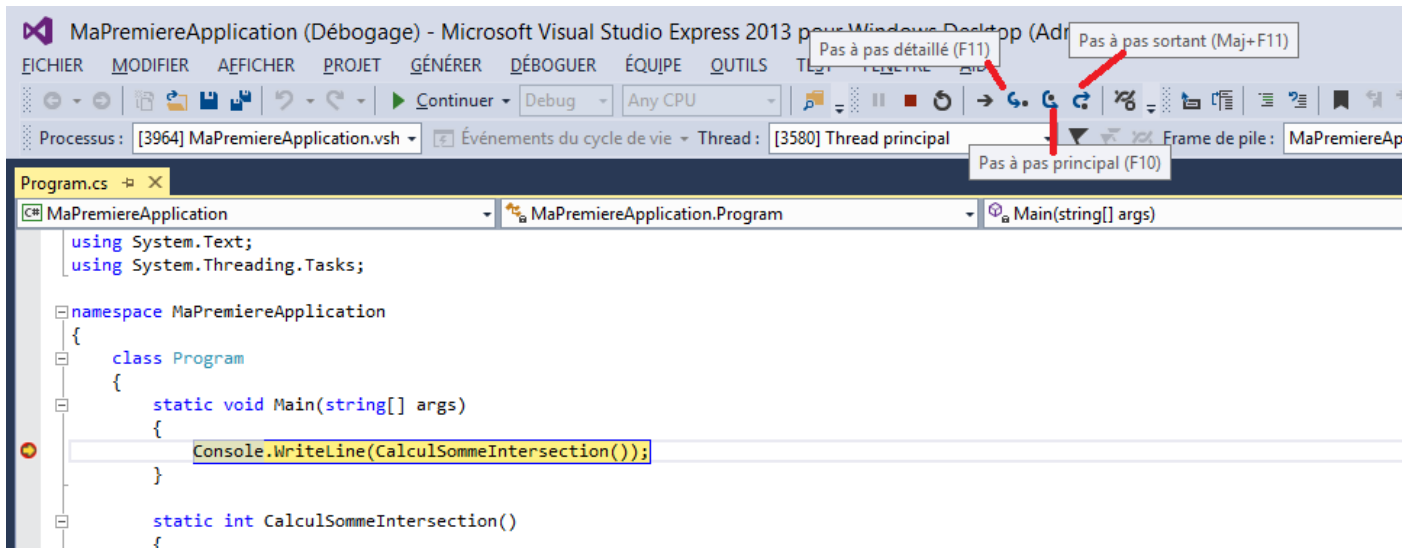 MaPremiereApplication (Débogage) - Microsoft Visual Studio Express 2013 pour Windows Desktop (Adr
Pas à pas détaillé (F11)
Pas à pas sortant (Maj+F11)
FICHIER MODIFIER AFFICHER PROJET GÉNÉRER DÉBOGUER ÉQUIPE OUTILS TEST FENÊTRE AID
Continuer Debug Any CPU
Processus : [3964] MaPremiereApplication.vsh Événements du cycle de vie Thread : [3580] Thread principal Frame de pile : MaPremiereAp
Pas à pas principal (F10)
Program.cs
C# MaPremiereApplication MaPremiereApplication.Program Main(string[] args)
using System.Text;
using System.Threading.Tasks;
namespace MaPremiereApplication
{
class Program
{
static void Main(string[] args)
{
Console.WriteLine(CalculSommeIntersection());
}
static int CalculSommeIntersection()
{